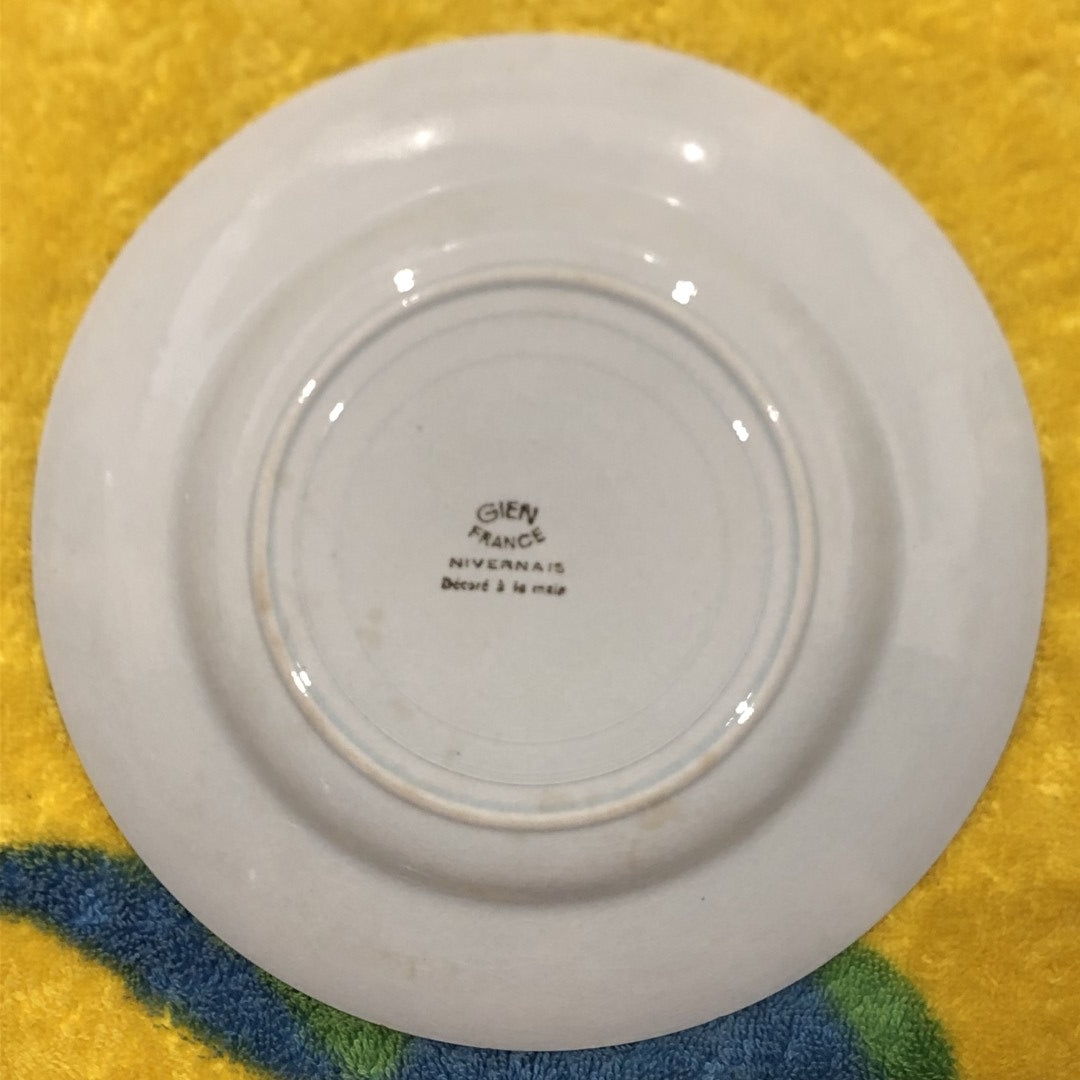 GIEN
FRANCE
NIVERNAIS
Décoré à la main